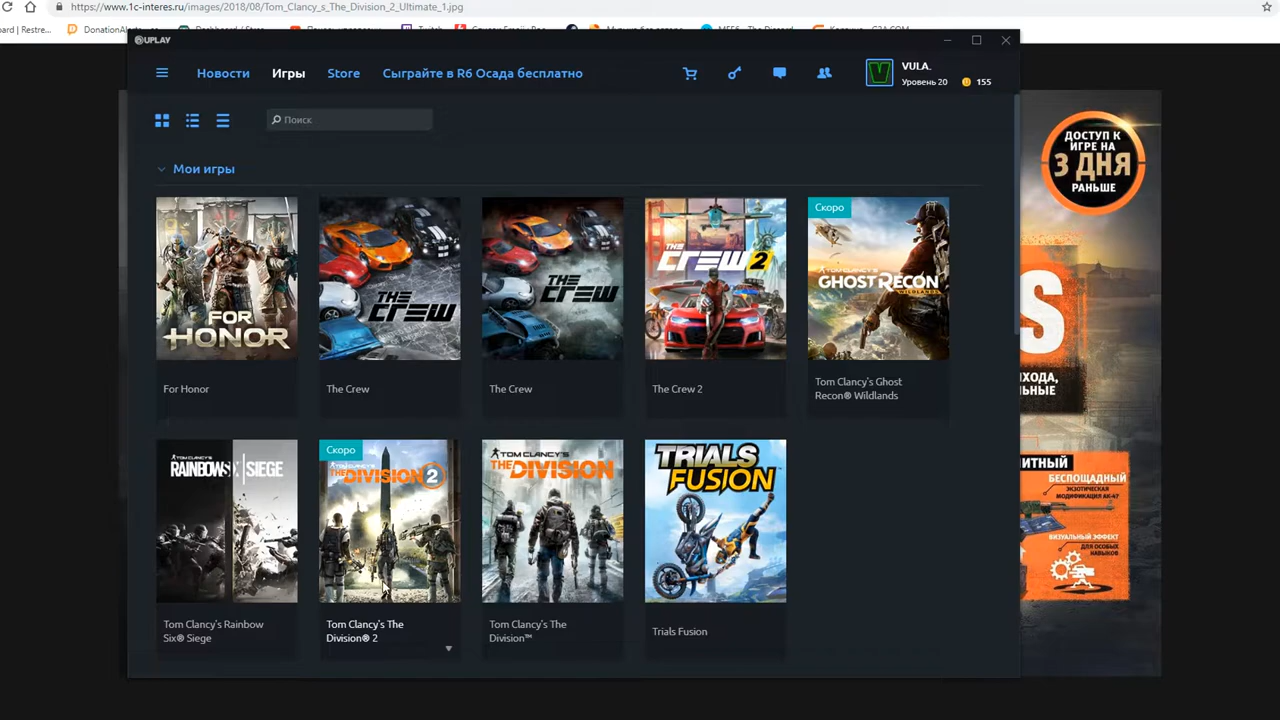 https://www.1c-interes.ru/images/2018/08/Tom_Clancy_s_The_Division_2_Ultimate_1.jpg
UPLAY
Новости
Игры
Store
Сыграйте в R6 Осада бесплатно
VULA.
Уровень 20
155
Поиск
Мои игры
FOR
HONOR
THE
CREW
THE
CREW
THE
CREW 2
Скоро
TOM CLANCY'S
GHOST RECON
WILDLANDS
For Honor
The Crew
The Crew
The Crew 2
Tom Clancy's Ghost
Recon® Wildlands
TOM CLANCY'S
RAINBOW SIX SIEGE
Скоро
TOM CLANCY'S
THE DIVISION 2
TOM CLANCY'S
THE DIVISION
TRIALS
FUSION
Tom Clancy's Rainbow
Six® Siege
Tom Clancy's The
Division® 2
Tom Clancy's The
Division™
Trials Fusion
ДОСТУП К
ИГРЕ НА
3 ДНЯ
РАНЬШЕ
S
ХОДА,
ЬНЫЕ
ИТНЫЙ
БЕСПОЩАДНЫЙ
ЭКЗОТИЧЕСКАЯ
МОДИФИКАЦИЯ АК-47
ВИЗУАЛЬНЫЙ ЭФФЕКТ
ДЛЯ ОСОБЫХ
НАВЫКОВ